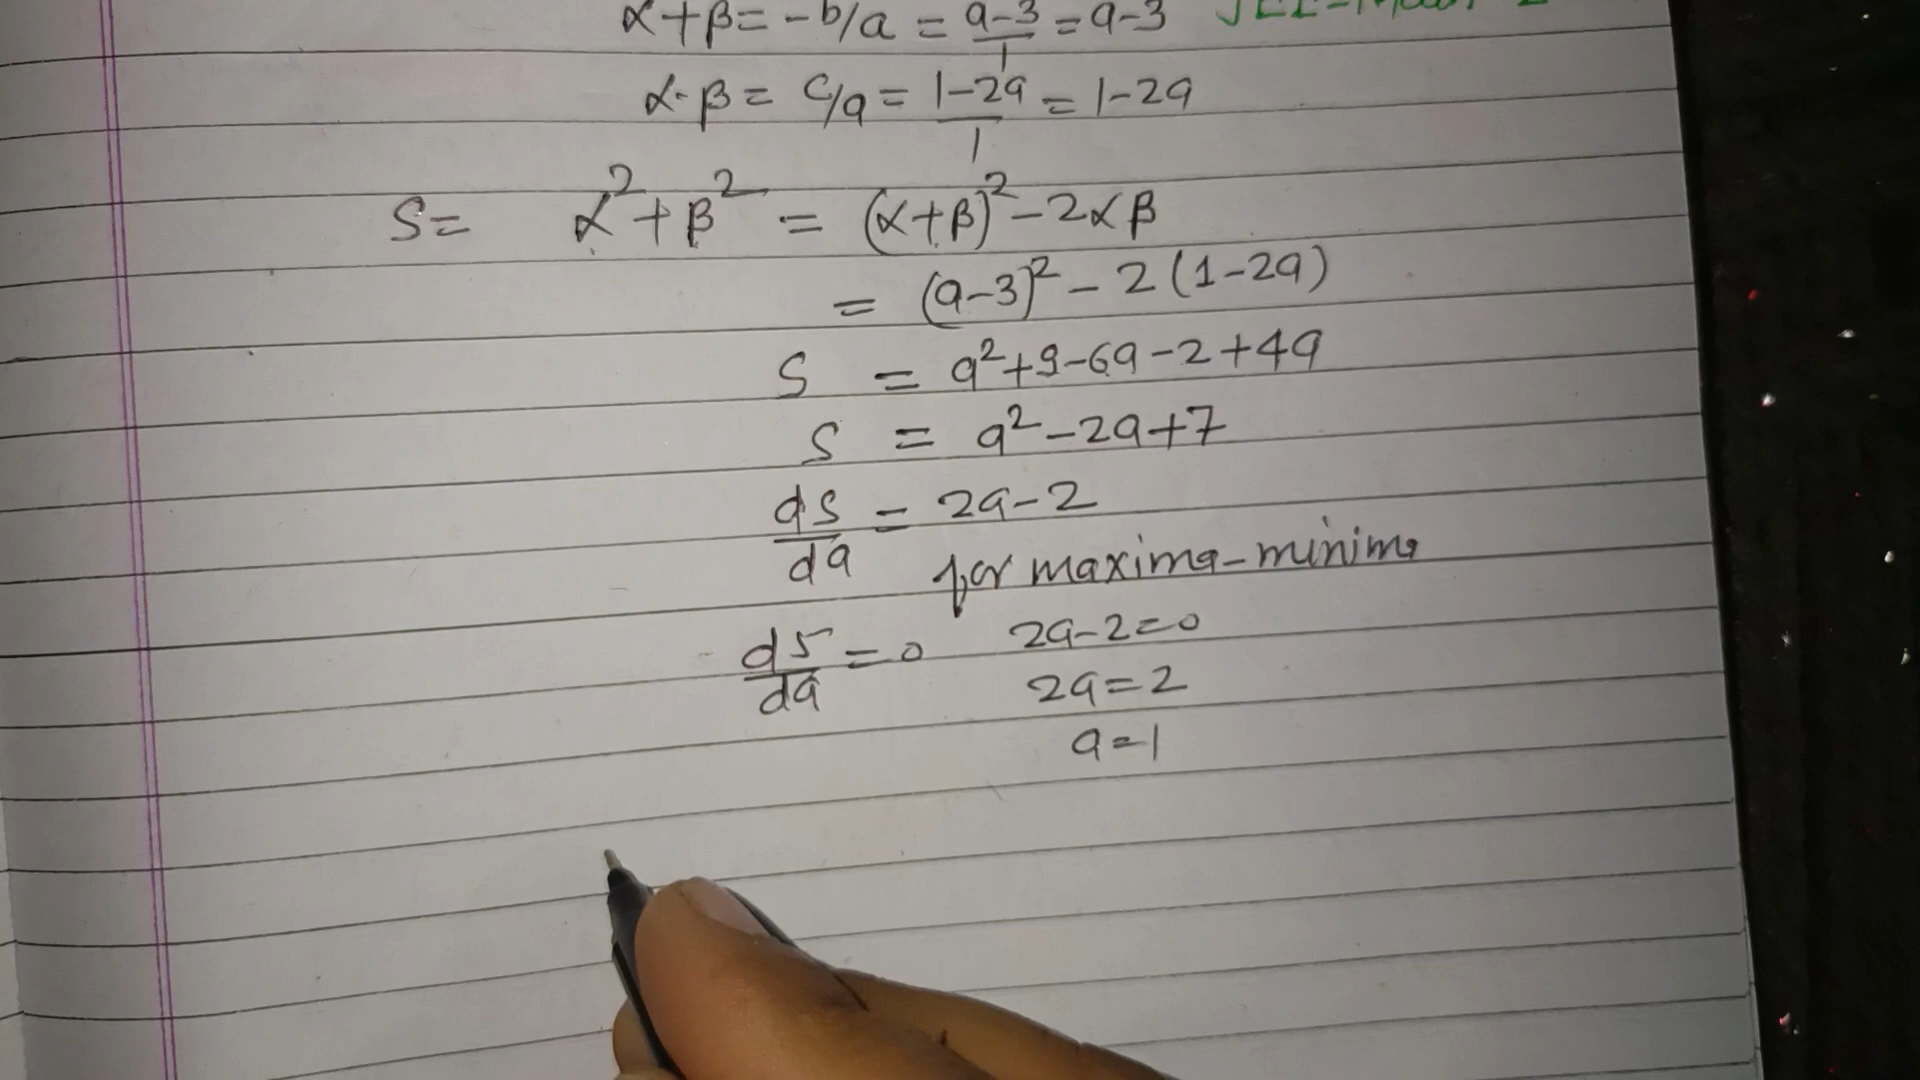 α+β = -b/a = a-3/1 = a-3
α·β = c/a = 1-2a/1 = 1-2a
S = α²+β² = (α+β)²-2αβ
= (a-3)²-2(1-2a)
S = a²+9-6a-2+4a
S = a²-2a+7
dS/da = 2a-2
for maxima-minima
dS/da = 0 2a-2=0
2a=2
a=1